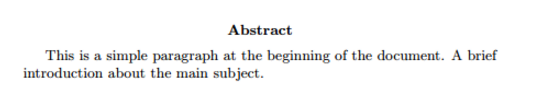 Abstract
This is a simple paragraph at the beginning of the document. A brief
introduction about the main subject.